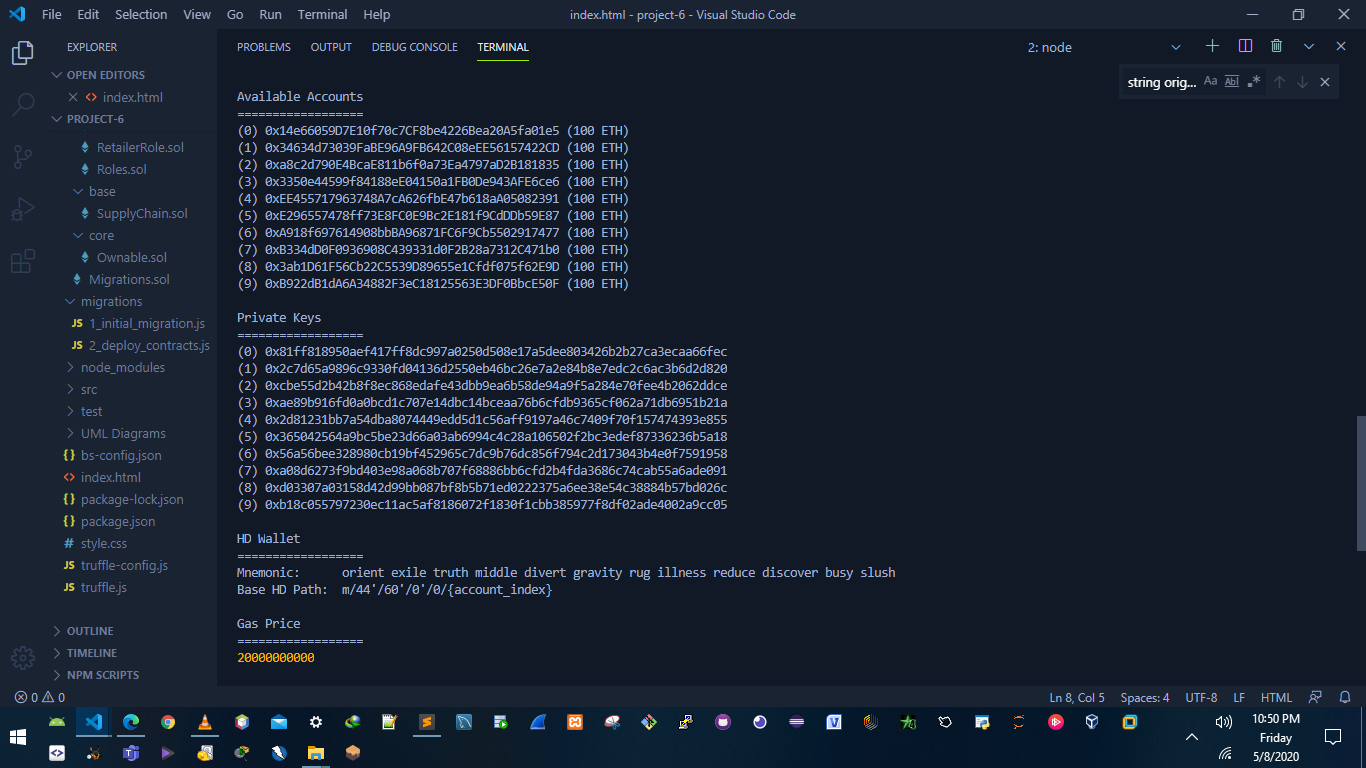 File Edit Selection View Go Run Terminal Help
index.html - project-6 - Visual Studio Code
EXPLORER
OPEN EDITORS
index.html
PROJECT-6
RetailerRole.sol
Roles.sol
base
SupplyChain.sol
core
Ownable.sol
Migrations.sol
migrations
JS 1_initial_migration.js
JS 2_deploy_contracts.js
node_modules
src
test
UML Diagrams
{} bs-config.json
<> index.html
{} package-lock.json
{} package.json
# style.css
JS truffle-config.js
JS truffle.js
OUTLINE
TIMELINE
NPM SCRIPTS
PROBLEMS OUTPUT DEBUG CONSOLE TERMINAL
2: node
string orig... Aa Abl .*
Available Accounts
==================
(0) 0x14e66059D7E10f70c7CF8be4226Bea20A5fa01e5 (100 ETH)
(1) 0x34634d73039FaBE96A9FB642C08eEE56157422CD (100 ETH)
(2) 0xa8c2d790E4BcaE811b6f0a73Ea4797aD2B181835 (100 ETH)
(3) 0x3350e44599f84188eE04150a1FB0De943AFE6ce6 (100 ETH)
(4) 0xEE455717963748A7cA626fbE47b618aA05082391 (100 ETH)
(5) 0xE296557478ff73E8FC0E9Bc2E181f9CdDDb59E87 (100 ETH)
(6) 0xA918f697614908bbBA96871FC6F9Cb5502917477 (100 ETH)
(7) 0xB334dD0F0936908C439331d0F2B28a7312C471b0 (100 ETH)
(8) 0x3ab1D61F56Cb22C5539D89655e1Cfdf075f62E9D (100 ETH)
(9) 0xB922dB1dA6A34882F3eC18125563E3DF0BbcE50F (100 ETH)
Private Keys
==================
(0) 0x81ff818950aef417ff8dc997a0250d508e17a5dee803426b2b27ca3ecaa66fec
(1) 0x2c7d65a9896c9330fd04136d2550eb46bc26e7a2e84b8e7edc2c6ac3b6d2d820
(2) 0xcbe55d2b42b8f8ec868edafe43dbb9ea6b58de94a9f5a284e70fee4b2062ddce
(3) 0xae89b916fd0a0bcd1c707e14dbc14bceaa76b6cfdb9365cf062a71db6951b21a
(4) 0x2d81231bb7a54dba8074449edd5d1c56aff9197a46c7409f70f157474393e855
(5) 0x365042564a9bc5be23d66a03ab6994c4c28a106502f2bc3edef87336236b5a18
(6) 0x56a56bee328980cb19bf452965c7dc9b76dc856f794c2d173043b4e0f7591958
(7) 0xa08d6273f9bd403e98a068b707f68886bb6cfd2b4fda3686c74cab55a6ade091
(8) 0xd03307a03158d42d99bb087bf8b5b71ed0222375a6ee38e54c38884b57bd026c
(9) 0xb18c055797230ec11ac5af8186072f1830f1cbb385977f8df02ade4002a9cc05
HD Wallet
==================
Mnemonic: orient exile truth middle divert gravity rug illness reduce discover busy slush
Base HD Path: m/44'/60'/0'/0/{account_index}
Gas Price
==================
20000000000
0 0
Ln 8, Col 5 Spaces: 4 UTF-8 LF HTML
10:50 PM
Friday
5/8/2020